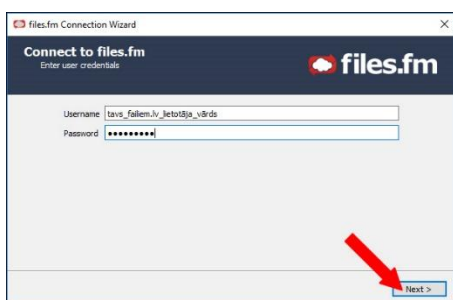 files.fm Connection Wizard
Connect to files.fm
Enter user credentials
files.fm
Username tavs_failiem.lv_lietotāja_vārds
Password •••••••••
Next >